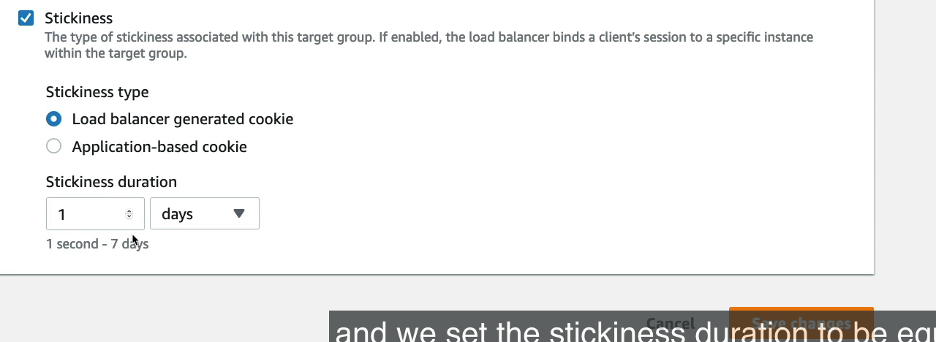 Stickiness
The type of stickiness associated with this target group. If enabled, the load balancer binds a client's session to a specific instance
within the target group.
Stickiness type
Load balancer generated cookie
Application-based cookie
Stickiness duration
1 days
1 second - 7 days
Cancel Save changes
and we set the stickiness duration to be